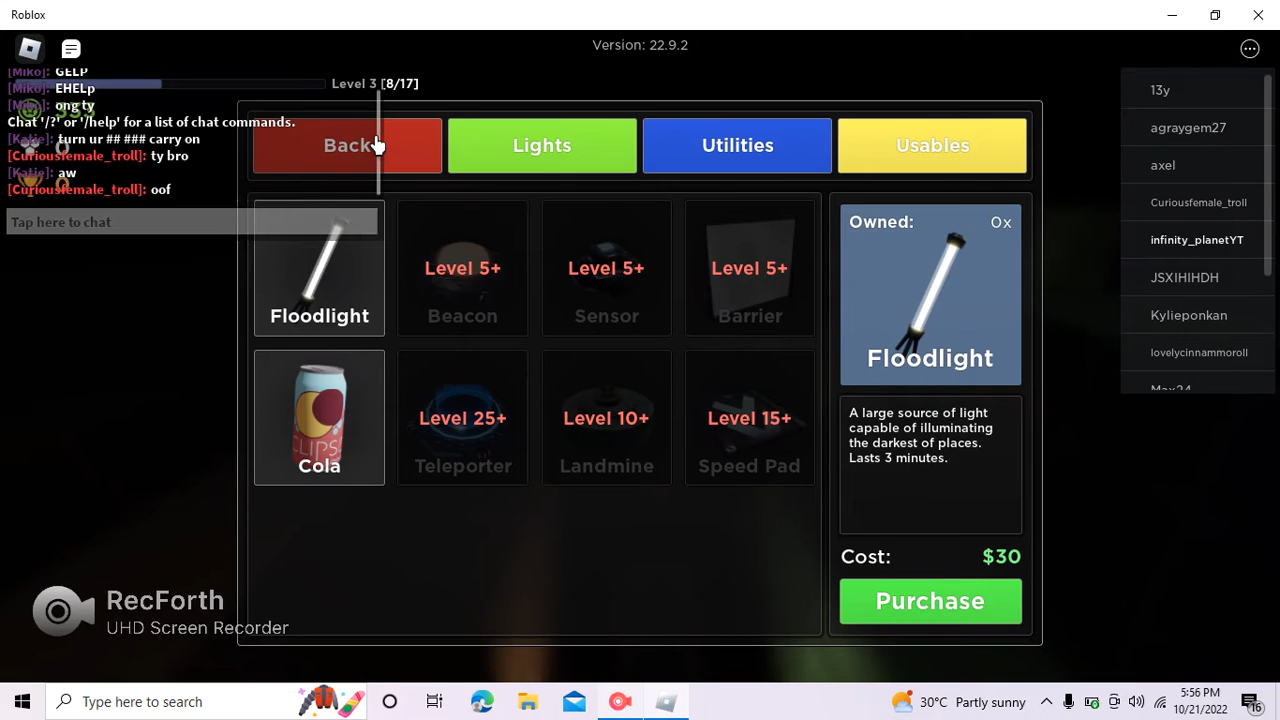 Roblox
Version: 22.9.2
[Miko]: GELP
[Miko]: EHELp
[Miko]: ong ty
Chat '/?' or '/help' for a list of chat commands.
[Katie]: turn ur ## ### carry on
[Curiousfemale_troll]: ty bro
[Katie]: aw
[Curiousfemale_troll]: oof
Tap here to chat
Level 3 [8/17]
Back
Lights
Utilities
Usables
Floodlight
Level 5+
Beacon
Level 5+
Sensor
Level 5+
Barrier
CLIPS
Cola
Level 25+
Teleporter
Level 10+
Landmine
Level 15+
Speed Pad
Owned: 0x
Floodlight
A large source of light
capable of illuminating
the darkest of places.
Lasts 3 minutes.
Cost: $30
Purchase
13y
agraygem27
axel
Curiousfemale_troll
infinity_planetYT
JSXIHIHDH
Kylieponkan
lovelycinnammoroll
Max24
RecForth
UHD Screen Recorder
Type here to search
30°C Partly sunny
5:56 PM
10/21/2022
16